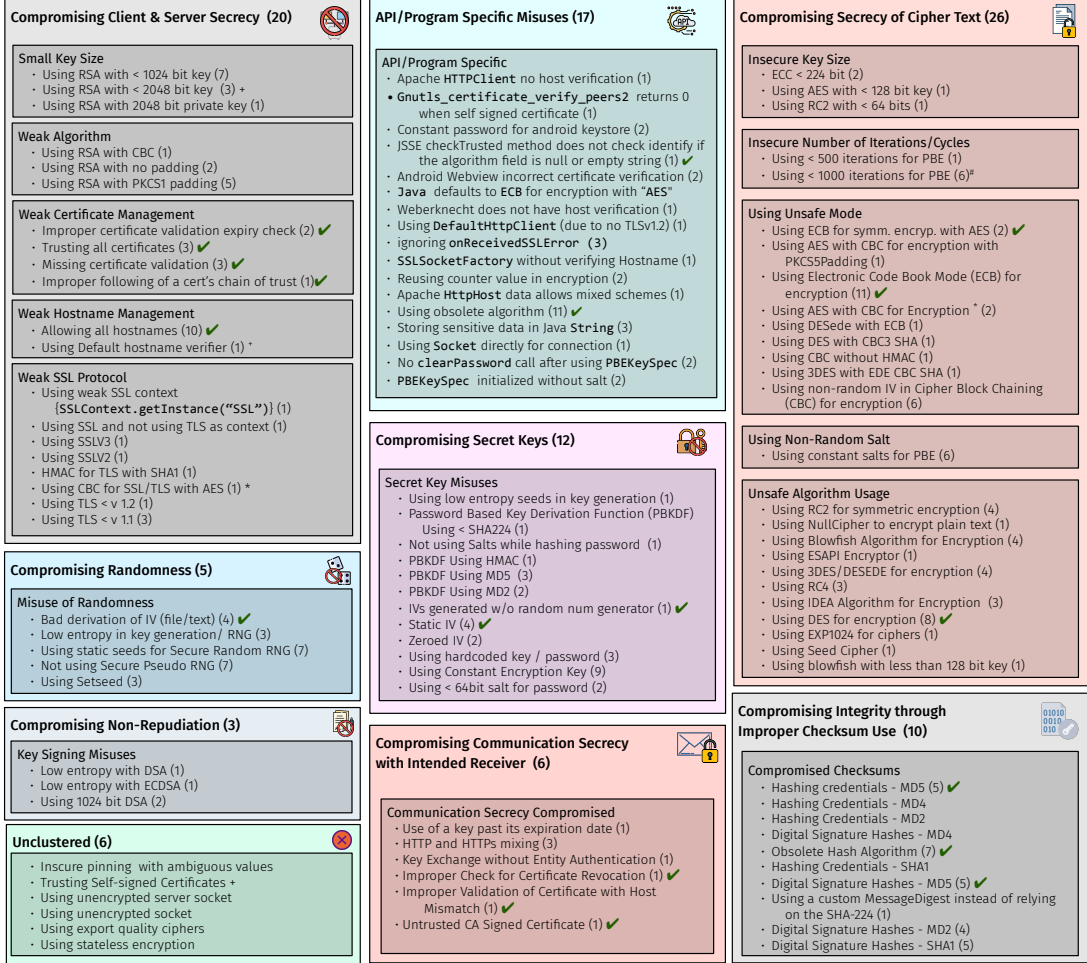 Compromising Client & Server Secrecy (20)
Small Key Size
· Using RSA with < 1024 bit key (7)
· Using RSA with < 2048 bit key (3) +
· Using RSA with 2048 bit private key (1)
Weak Algorithm
· Using RSA with CBC (1)
· Using RSA with no padding (2)
· Using RSA with PKCS1 padding (5)
Weak Certificate Management
· Improper certificate validation expiry check (2) ✔
· Trusting all certificates (3) ✔
· Missing certificate validation (3) ✔
· Improper following of a cert's chain of trust (1)✔
Weak Hostname Management
· Allowing all hostnames (10) ✔
· Using Default hostname verifier (1) +
Weak SSL Protocol
· Using weak SSL context
{SSLContext.getInstance(“SSL”)} (1)
· Using SSL and not using TLS as context (1)
· Using SSLV3 (1)
· Using SSLV2 (1)
· HMAC for TLS with SHA1 (1)
· Using CBC for SSL/TLS with AES (1) *
· Using TLS < v 1.2 (1)
· Using TLS < v 1.1 (3)
Compromising Randomness (5)
Misuse of Randomness
· Bad derivation of IV (file/text) (4) ✔
· Low entropy in key generation/ RNG (3)
· Using static seeds for Secure Random RNG (7)
· Not using Secure Pseudo RNG (7)
· Using Setseed (3)
Compromising Non-Repudiation (3)
Key Signing Misuses
· Low entropy with DSA (1)
· Low entropy with ECDSA (1)
· Using 1024 bit DSA (2)
Unclustered (6)
· Inscure pinning with ambiguous values
· Trusting Self-signed Certificates +
· Using unencrypted server socket
· Using unencrypted socket
· Using export quality ciphers
· Using stateless encryption
API/Program Specific Misuses (17)
API
API/Program Specific
· Apache HTTPClient no host verification (1)
• Gnutls_certificate_verify_peers2 returns 0
when self signed certificate (1)
· Constant password for android keystore (2)
· JSSE checkTrusted method does not check identify if
the algorithm field is null or empty string (1) ✔
· Android Webview incorrect certificate verification (2)
· Java defaults to ECB for encryption with “AES"
· Weberknecht does not have host verification (1)
· Using DefaultHttpClient (due to no TLSv1.2) (1)
· ignoring onReceivedSSLError (3)
· SSLSocketFactory without verifying Hostname (1)
· Reusing counter value in encryption (2)
· Apache HttpHost data allows mixed schemes (1)
· Using obsolete algorithm (11) ✔
· Storing sensitive data in Java String (3)
· Using Socket directly for connection (1)
· No clearPassword call after using PBEKeySpec (2)
· PBEKeySpec initialized without salt (2)
Compromising Secret Keys (12)
Secret Key Misuses
· Using low entropy seeds in key generation (1)
· Password Based Key Derivation Function (PBKDF)
Using < SHA224 (1)
· Not using Salts while hashing password (1)
· PBKDF Using HMAC (1)
· PBKDF Using MD5 (3)
· PBKDF Using MD2 (2)
· IVs generated w/o random num generator (1) ✔
· Static IV (4) ✔
· Zeroed IV (2)
· Using hardcoded key / password (3)
· Using Constant Encryption Key (9)
· Using < 64bit salt for password (2)
Compromising Communication Secrecy
with Intended Receiver (6)
Communication Secrecy Compromised
· Use of a key past its expiration date (1)
· HTTP and HTTPs mixing (3)
· Key Exchange without Entity Authentication (1)
· Improper Check for Certificate Revocation (1) ✔
· Improper Validation of Certificate with Host
Mismatch (1) ✔
· Untrusted CA Signed Certificate (1) ✔
Compromising Secrecy of Cipher Text (26)
Insecure Key Size
· ECC < 224 bit (2)
· Using AES with < 128 bit key (1)
· Using RC2 with < 64 bits (1)
Insecure Number of Iterations/Cycles
· Using < 500 iterations for PBE (1)
· Using < 1000 iterations for PBE (6)#
Using Unsafe Mode
· Using ECB for symm. encryp. with AES (2) ✔
· Using AES with CBC for encryption with
PKCS5Padding (1)
· Using Electronic Code Book Mode (ECB) for
encryption (11) ✔
· Using AES with CBC for Encryption * (2)
· Using DESede with ECB (1)
· Using DES with CBC3 SHA (1)
· Using CBC without HMAC (1)
· Using 3DES with EDE CBC SHA (1)
· Using non-random IV in Cipher Block Chaining
(CBC) for encryption (6)
Using Non-Random Salt
· Using constant salts for PBE (6)
Unsafe Algorithm Usage
· Using RC2 for symmetric encryption (4)
· Using NullCipher to encrypt plain text (1)
· Using Blowfish Algorithm for Encryption (4)
· Using ESAPI Encryptor (1)
· Using 3DES/DESEDE for encryption (4)
· Using RC4 (3)
· Using IDEA Algorithm for Encryption (3)
· Using DES for encryption (8) ✔
· Using EXP1024 for ciphers (1)
· Using Seed Cipher (1)
· Using blowfish with less than 128 bit key (1)
Compromising Integrity through
Improper Checksum Use (10)
01010
0010
010
Compromised Checksums
· Hashing credentials - MD5 (5) ✔
· Hashing Credentials - MD4
· Hashing Credentials - MD2
· Digital Signature Hashes - MD4
· Obsolete Hash Algorithm (7) ✔
· Hashing Credentials - SHA1
· Digital Signature Hashes - MD5 (5) ✔
· Using a custom MessageDigest instead of relying
on the SHA-224 (1)
· Digital Signature Hashes - MD2 (4)
· Digital Signature Hashes - SHA1 (5)